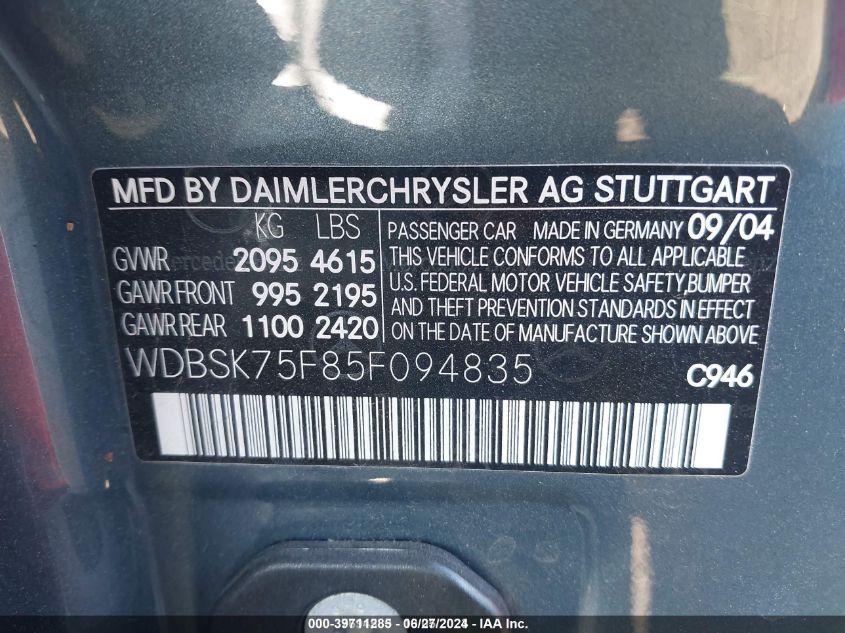 MFD BY DAIMLERCHRYSLER AG STUTTGART
KG LBS
GVWR 2095 4615
GAWR FRONT 995 2195
GAWR REAR 1100 2420
PASSENGER CAR MADE IN GERMANY 09/04
THIS VEHICLE CONFORMS TO ALL APPLICABLE
U.S. FEDERAL MOTOR VEHICLE SAFETY,BUMPER
AND THEFT PREVENTION STANDARDS IN EFFECT
ON THE DATE OF MANUFACTURE SHOWN ABOVE
WDBSK75F85F094835 C946
000-39711285 - 06/27/2024 -